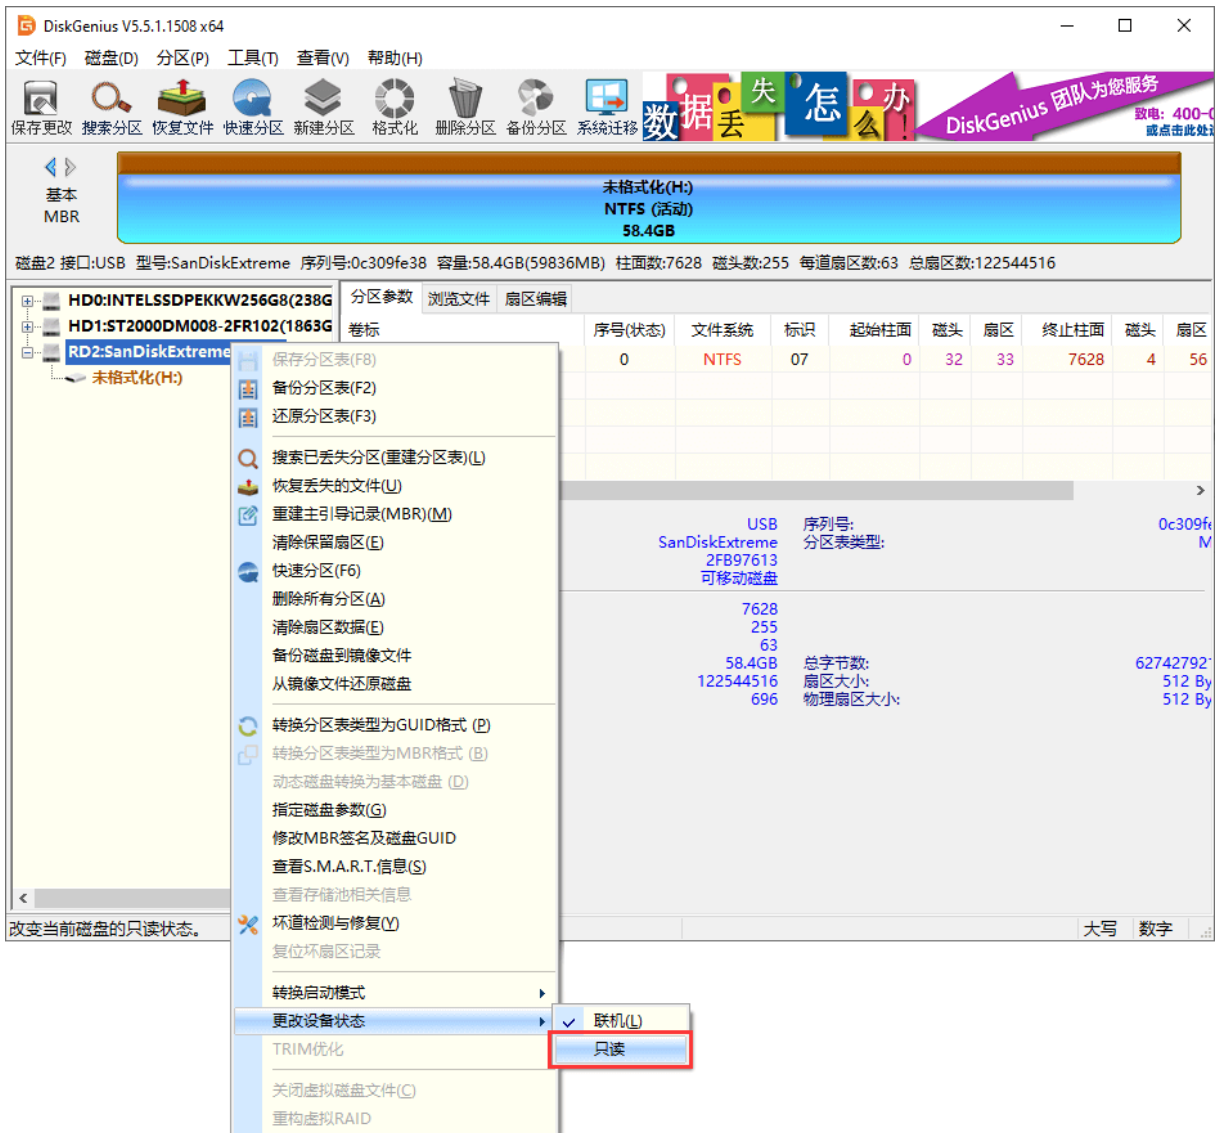 DiskGenius V5.5.1.1508 x64
文件(F) 磁盘(D) 分区(P) 工具(T) 查看(V) 帮助(H)
保存更改 搜索分区 恢复文件 快速分区 新建分区 格式化 删除分区 备份分区 系统迁移
数据丢失怎么办!
DiskGenius 团队为您服务
致电: 400-0
或点击此处
基本
MBR
未格式化(H:)
NTFS (活动)
58.4GB
磁盘2 接口:USB 型号:SanDiskExtreme 序列号:0c309fe38 容量:58.4GB(59836MB) 柱面数:7628 磁头数:255 每道扇区数:63 总扇区数:122544516
HD0:INTELSSDPEKKW256G8(238G
HD1:ST2000DM008-2FR102(1863G
RD2:SanDiskExtreme
未格式化(H:)
分区参数 浏览文件 扇区编辑
卷标 序号(状态) 文件系统 标识 起始柱面 磁头 扇区 终止柱面 磁头 扇区
0 NTFS 07 0 32 33 7628 4 56
USB 序列号: 0c309fe
SanDiskExtreme 分区表类型: M
2FB97613
可移动磁盘
7628
255
63
58.4GB 总字节数: 627427921
122544516 扇区大小: 512 By
696 物理扇区大小: 512 By
保存分区表(F8)
备份分区表(F2)
还原分区表(F3)
搜索已丢失分区(重建分区表)(L)
恢复丢失的文件(U)
重建主引导记录(MBR)(M)
清除保留扇区(E)
快速分区(F6)
删除所有分区(A)
清除扇区数据(E)
备份磁盘到镜像文件
从镜像文件还原磁盘
转换分区表类型为GUID格式 (P)
转换分区表类型为MBR格式 (B)
动态磁盘转换为基本磁盘 (D)
指定磁盘参数(G)
修改MBR签名及磁盘GUID
查看S.M.A.R.T.信息(S)
查看存储池相关信息
坏道检测与修复(Y)
复位坏扇区记录
转换启动模式
更改设备状态
TRIM优化
关闭虚拟磁盘文件(C)
重构虚拟RAID
联机(L)
只读
改变当前磁盘的只读状态。
大写 数字